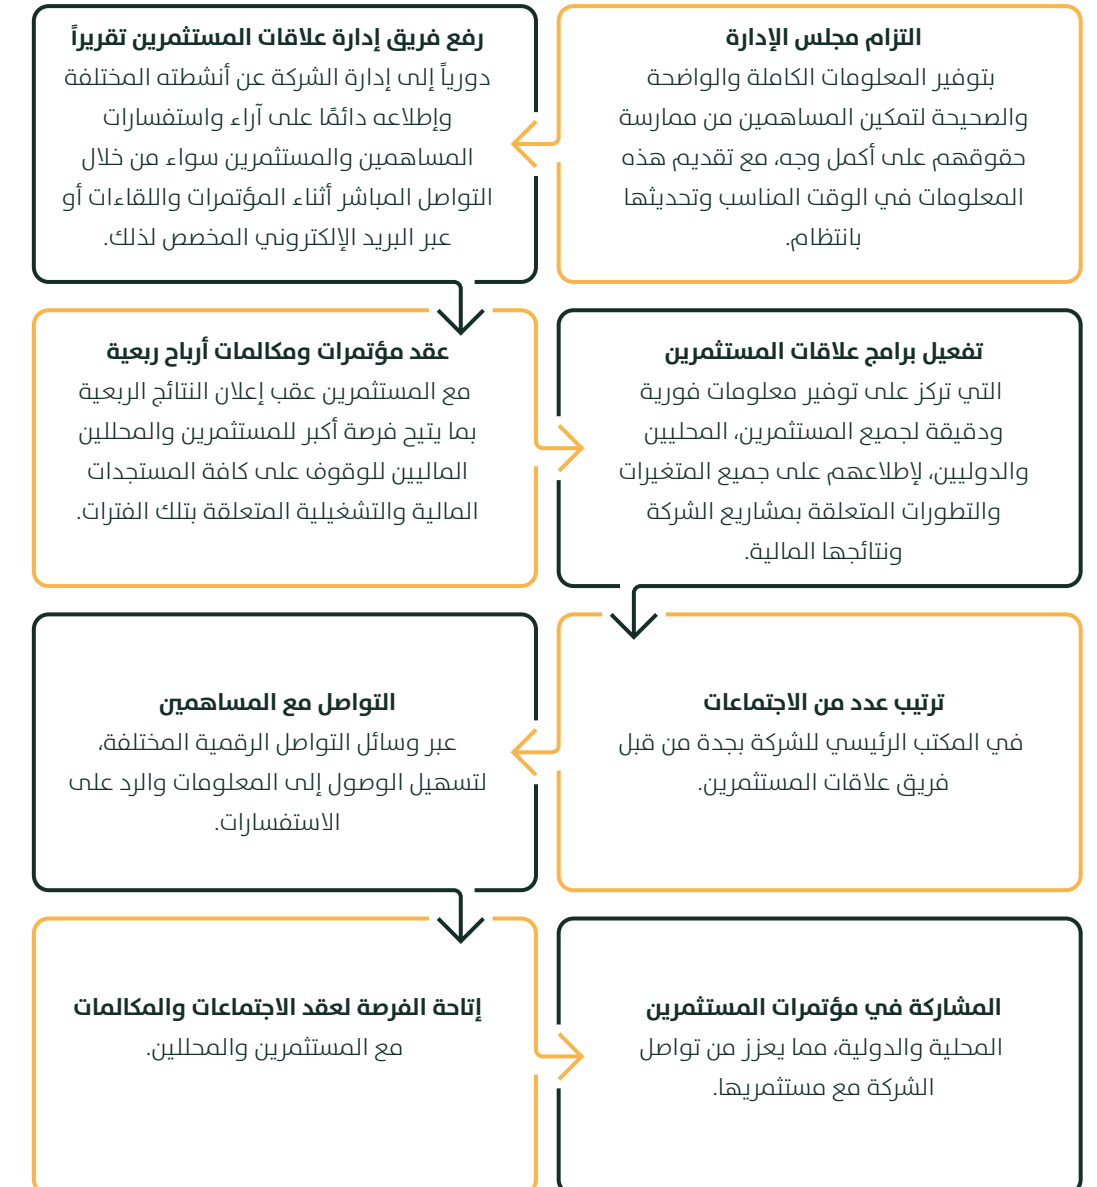 التزام مجلس الإدارة
بتوفير المعلومات الكاملة والواضحة
والصحيحة لتمكين المساهمين من ممارسة
حقوقهم على أكمل وجه، مع تقديم هذه
المعلومات في الوقت المناسب وتحديثها
بانتظام.
رفع فريق إدارة علاقات المستثمرين تقريراً
دورياً إلى إدارة الشركة عن أنشطته المختلفة
وإطلاعه دائمًا على آراء واستفسارات
المساهمين والمستثمرين سواء من خلال
التواصل المباشر أثناء المؤتمرات واللقاءات أو
عبر البريد الإلكتروني المخصص لذلك.
عقد مؤتمرات ومكالمات أرباح ربعية
مع المستثمرين عقب إعلان النتائج الربعية
بما يتيح فرصة أكبر للمستثمرين والمحللين
الماليين للوقوف على كافة المستجدات
المالية والتشغيلية المتعلقة بتلك الفترات.
تفعيل برامج علاقات المستثمرين
التي تركز على توفير معلومات فورية
ودقيقة لجميع المستثمرين، المحليين
والدوليين، لإطلاعهم على جميع المتغيرات
والتطورات المتعلقة بمشاريع الشركة
ونتائجها المالية.
ترتيب عدد من الاجتماعات
في المكتب الرئيسي للشركة بجدة من قبل
فريق علاقات المستثمرين.
التواصل مع المساهمين
عبر وسائل التواصل الرقمية المختلفة،
لتسهيل الوصول إلى المعلومات والرد على
الاستفسارات.
إتاحة الفرصة لعقد الاجتماعات والمكالمات
مع المستثمرين والمحللين.
المشاركة في مؤتمرات المستثمرين
المحلية والدولية، مما يعزز من تواصل
الشركة مع مستثمريها.